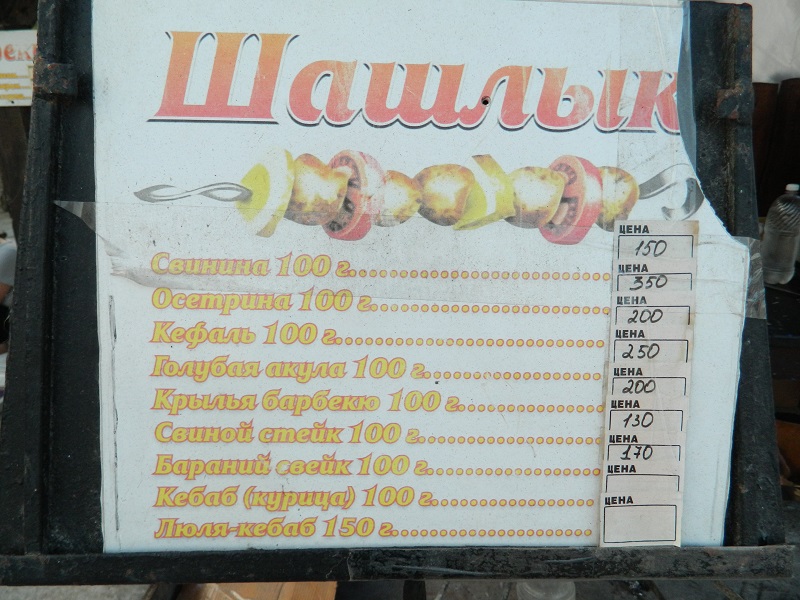 Шашлык
Свинина 100 г.
Осетрина 100 г.
Кефаль 100 г.
Голубая акула 100 г.
Крылья барбекю 100 г.
Свиной стейк 100 г.
Бараний свейк 100 г.
Кебаб (курица) 100 г.
Люля-кебаб 150 г.
ЦЕНА
150
ЦЕНА
350
ЦЕНА
200
ЦЕНА
250
ЦЕНА
200
ЦЕНА
130
ЦЕНА
170
ЦЕНА
ЦЕНА